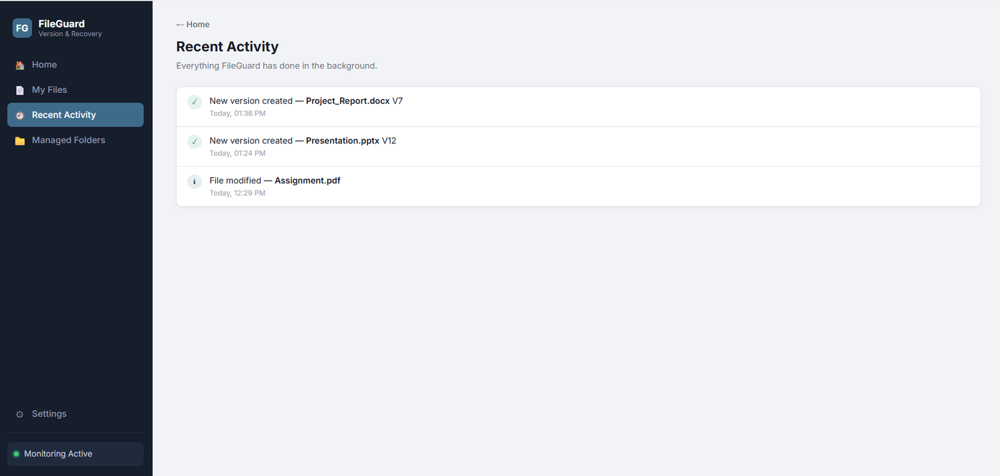 FG
FileGuard
Version & Recovery
Home
My Files
Recent Activity
Managed Folders
Settings
Monitoring Active
← Home
Recent Activity
Everything FileGuard has done in the background.
✓ New version created — Project_Report.docx V7
Today, 01:36 PM
✓ New version created — Presentation.pptx V12
Today, 01:24 PM
i File modified — Assignment.pdf
Today, 12:29 PM